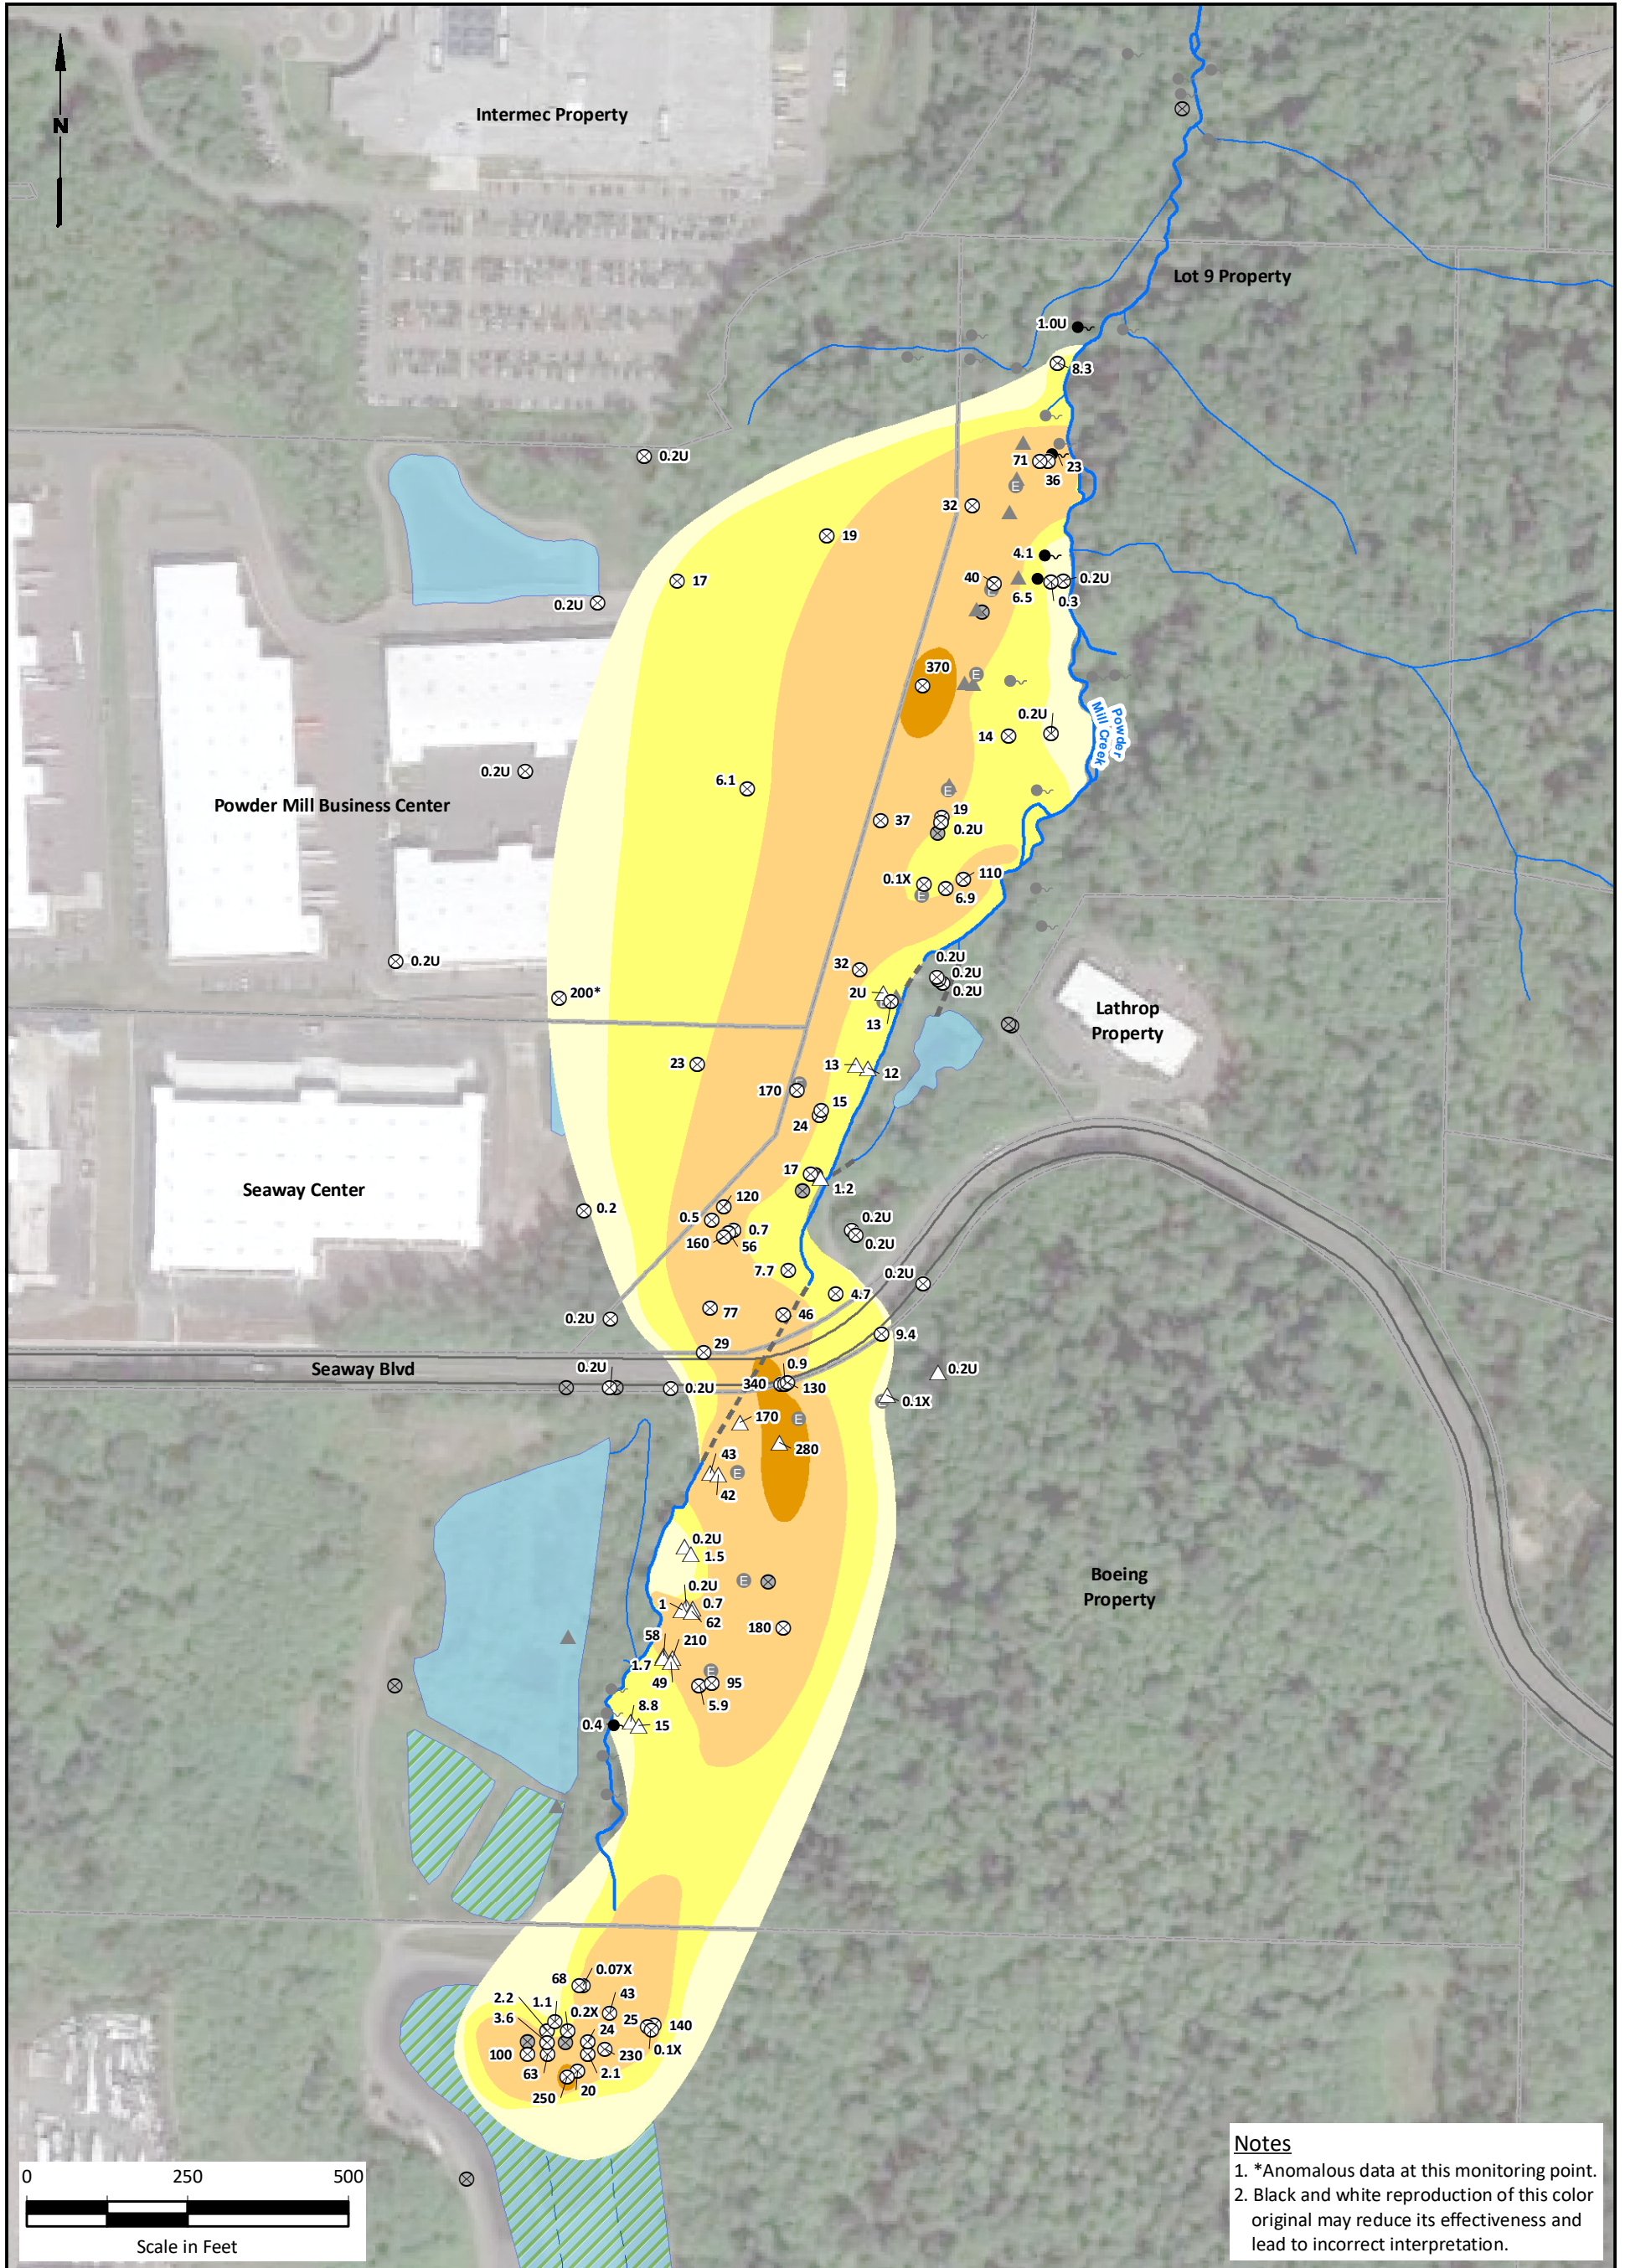 N
Intermec Property
Lot 9 Property
1.0U
8.3
0.2U
71
23
36
32
19
17
4.1
40
0.2U
0.2U
6.5
0.3
370
0.2U
14
Powder
Mill Creek
0.2U
6.1
Powder Mill Business Center
37
19
0.2U
0.1X
110
6.9
0.2U
32
0.2U
0.2U
0.2U
200*
2U
13
Lathrop
Property
23
13
12
170
15
24
17
1.2
Seaway Center
0.2
120
0.5
0.7
160
56
0.2U
0.2U
7.7
0.2U
4.7
77
46
0.2U
9.4
29
Seaway Blvd
0.2U
0.2U
0.9
340
130
0.2U
0.1X
170
280
43
42
0.2U
1.5
Boeing
Property
0.2U
1
0.7
62
180
58
210
1.7
49
95
5.9
8.8
0.4
15
68
0.07X
2.2
1.1
43
3.6
0.2X
25
140
24
100
230
0.1X
63
2.1
20
250
E
E
E
E
E
E
E
E
E
E
0 250 500
Scale in Feet
Notes
1. *Anomalous data at this monitoring point.
2. Black and white reproduction of this color
original may reduce its effectiveness and
lead to incorrect interpretation.